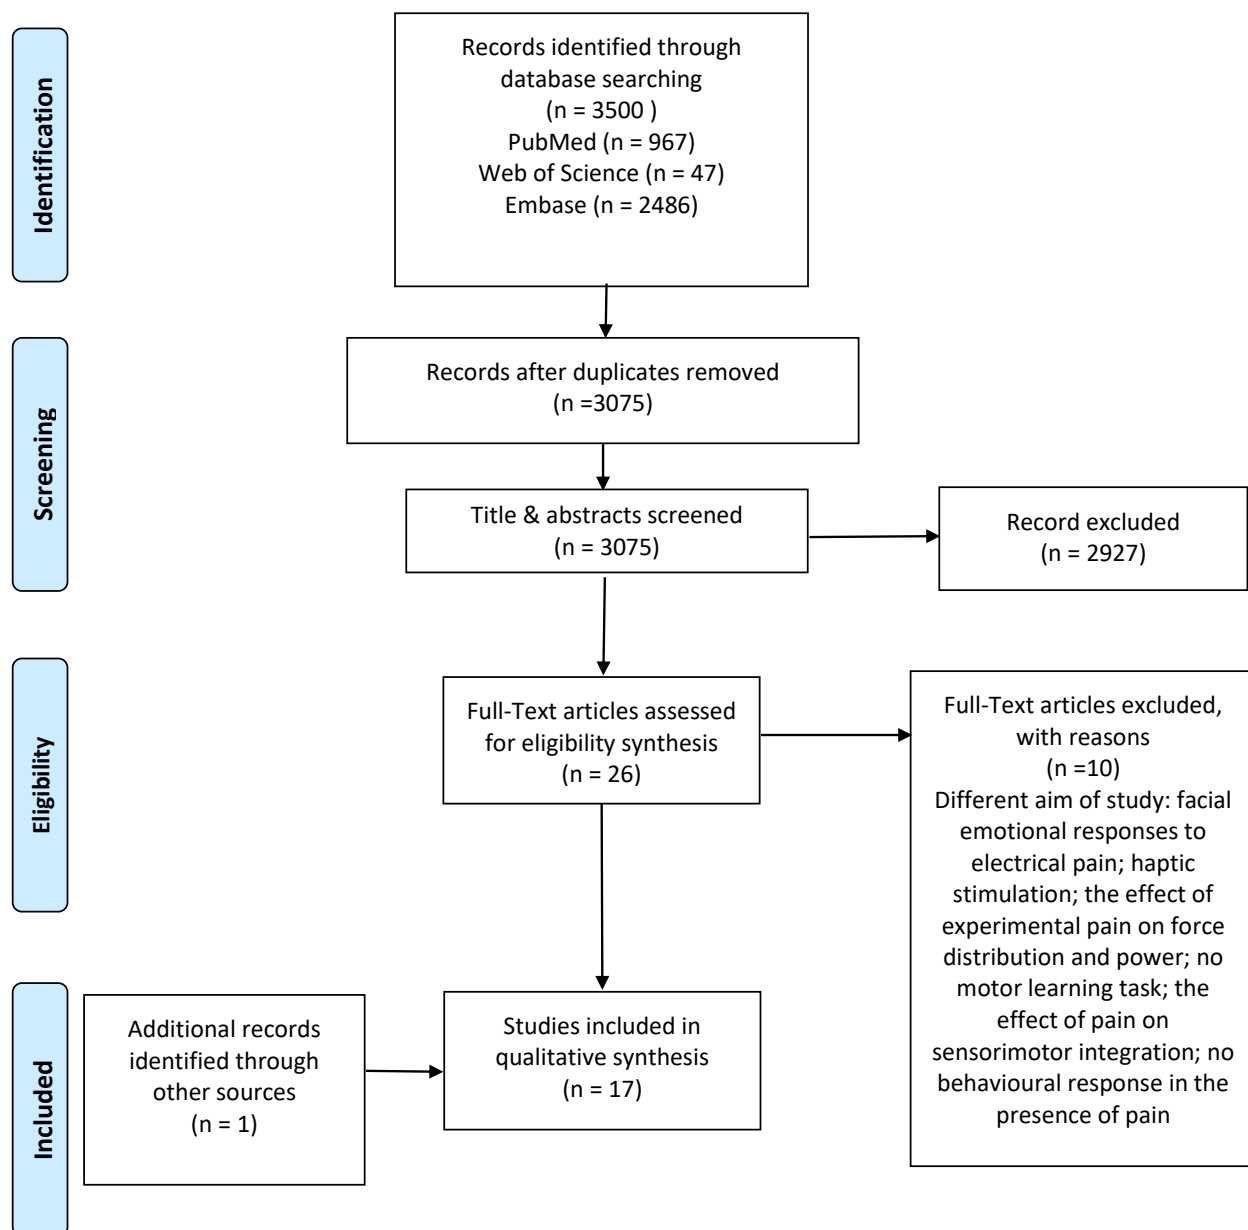 Identification
Records identified through
database searching
(n = 3500 )
PubMed (n = 967)
Web of Science (n = 47)
Embase (n = 2486)
Screening
Records after duplicates removed
(n =3075)
Title & abstracts screened
(n = 3075)
Record excluded
(n = 2927)
Eligibility
Full-Text articles assessed
for eligibility synthesis
(n = 26)
Full-Text articles excluded,
with reasons
(n =10)
Different aim of study: facial
emotional responses to
electrical pain; haptic
stimulation; the effect of
experimental pain on force
distribution and power; no
motor learning task; the
effect of pain on
sensorimotor integration; no
behavioural response in the
presence of pain
Included
Additional records
identified through
other sources
(n = 1)
Studies included in
qualitative synthesis
(n = 17)